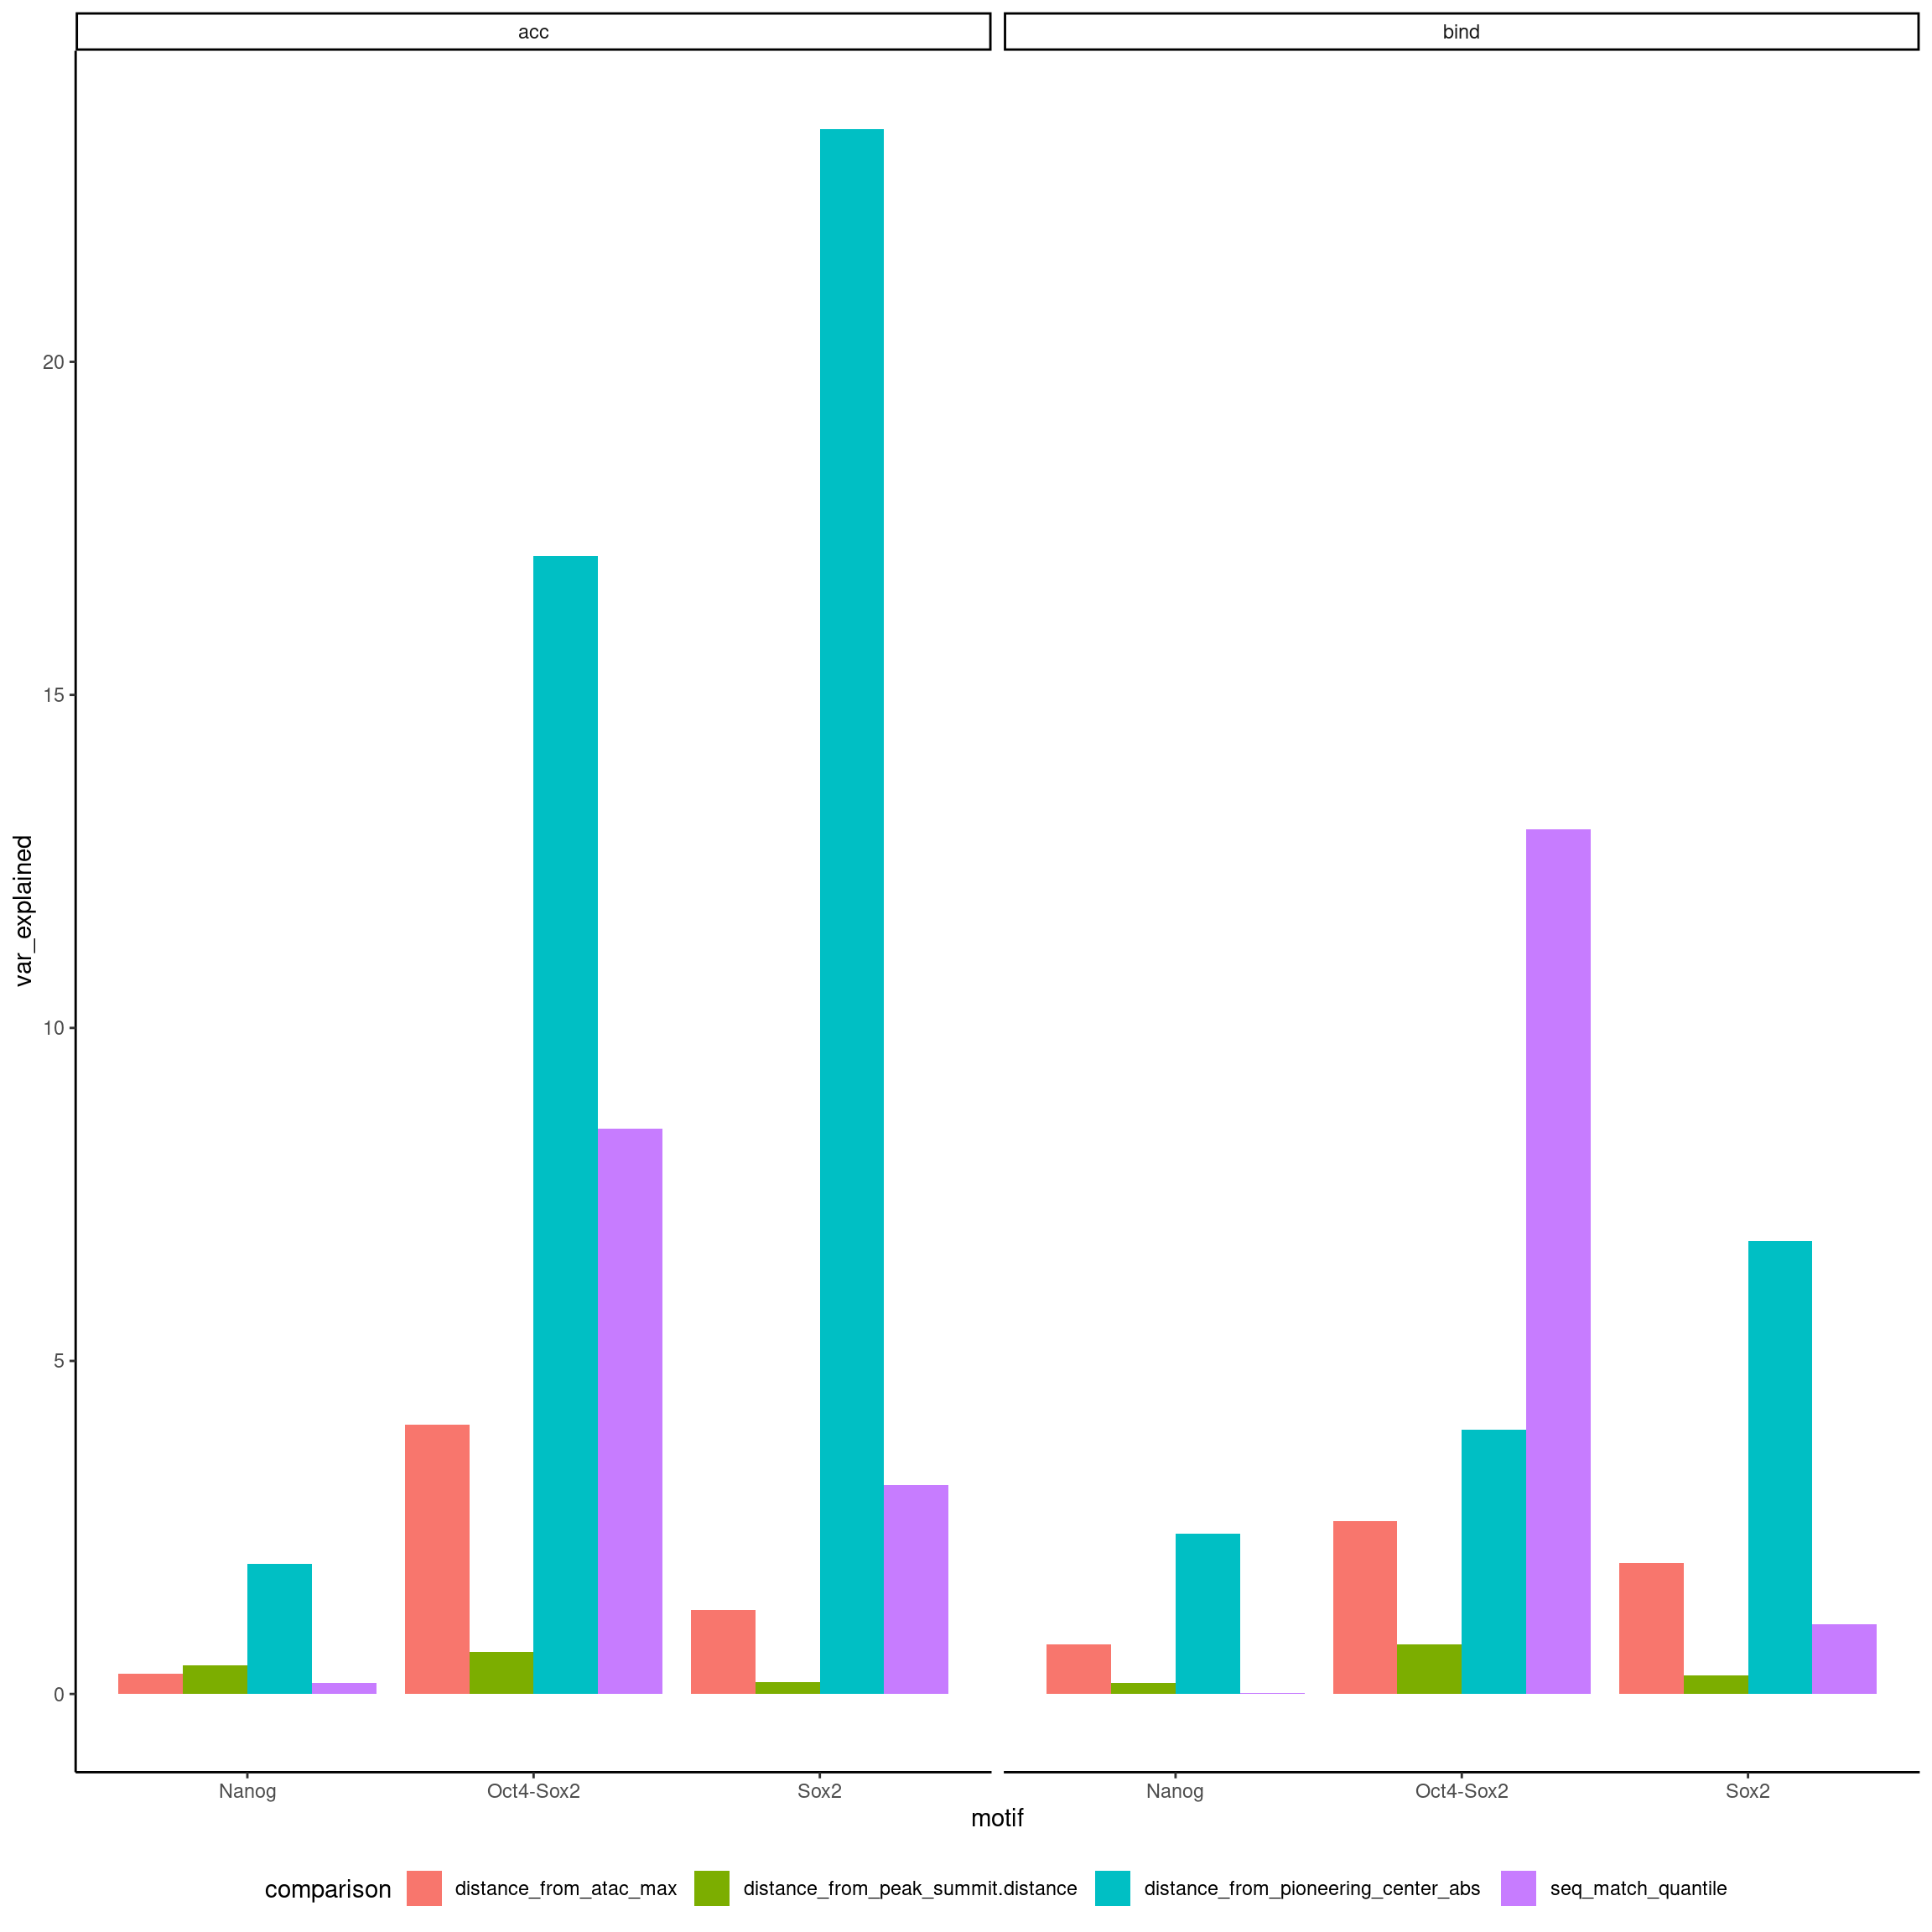 acc
bind
20
15
10
5
0
var_explained
Nanog Oct4-Sox2 Sox2
Nanog Oct4-Sox2 Sox2
motif
comparison distance_from_atac_max distance_from_peak_summit.distance distance_from_pioneering_center_abs seq_match_quantile